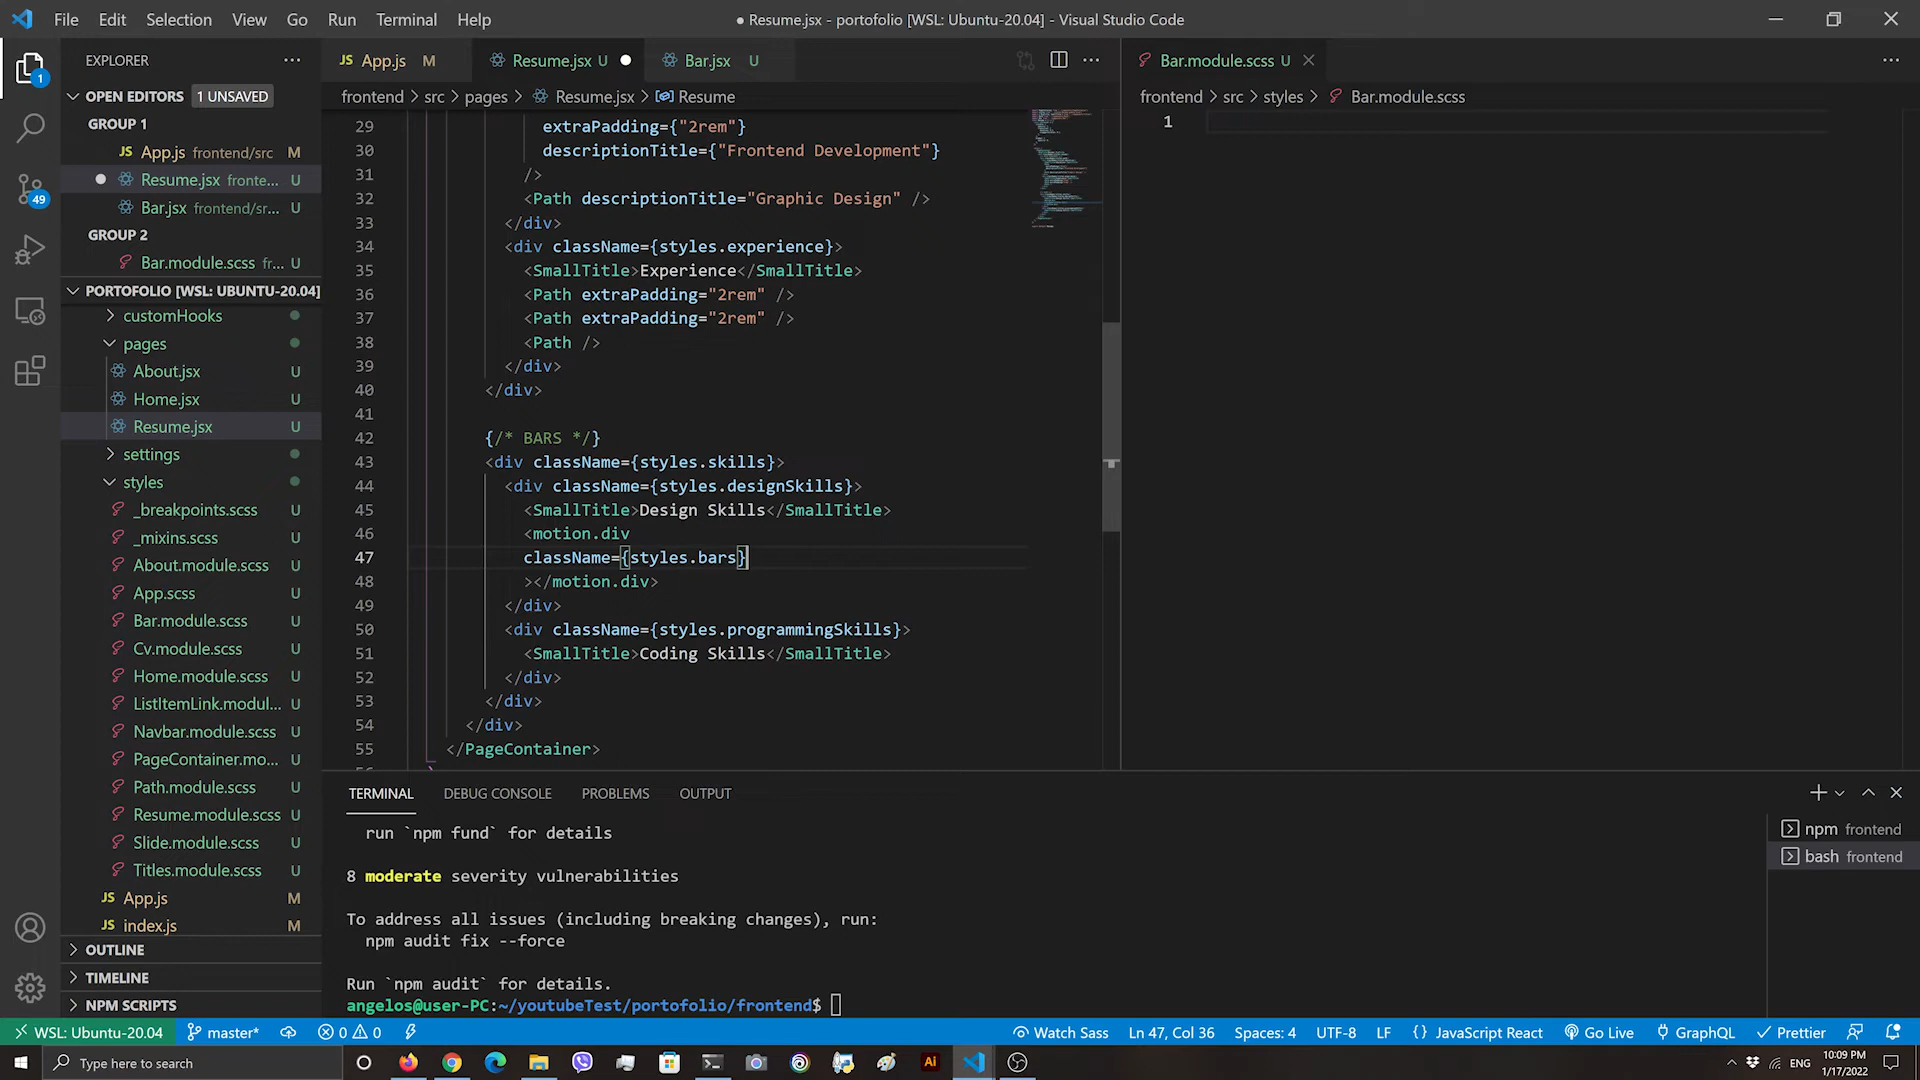 File Edit Selection View Go Run Terminal Help
● Resume.jsx - portofolio [WSL: Ubuntu-20.04] - Visual Studio Code
EXPLORER
OPEN EDITORS 1 UNSAVED
GROUP 1
JS App.js frontend/src M
Resume.jsx fronte... U
Bar.jsx frontend/sr... U
GROUP 2
Bar.module.scss fr... U
PORTOFOLIO [WSL: UBUNTU-20.04]
customHooks
pages
About.jsx U
Home.jsx U
Resume.jsx U
settings
styles
_breakpoints.scss U
_mixins.scss U
About.module.scss U
App.scss U
Bar.module.scss U
Cv.module.scss U
Home.module.scss U
ListItemLink.modul... U
Navbar.module.scss U
PageContainer.mo... U
Path.module.scss U
Resume.module.scss U
Slide.module.scss U
Titles.module.scss U
JS App.js M
JS index.js M
OUTLINE
TIMELINE
NPM SCRIPTS
1
49
JS App.js M
Resume.jsx U
Bar.jsx U
frontend > src > pages > Resume.jsx > Resume
29 extraPadding={"2rem"}
30 descriptionTitle={"Frontend Development"}
31 />
32 <Path descriptionTitle="Graphic Design" />
33 </div>
34 <div className={styles.experience}>
35 <SmallTitle>Experience</SmallTitle>
36 <Path extraPadding="2rem" />
37 <Path extraPadding="2rem" />
38 <Path />
39 </div>
40 </div>
41
42 {/* BARS */}
43 <div className={styles.skills}>
44 <div className={styles.designSkills}>
45 <SmallTitle>Design Skills</SmallTitle>
46 <motion.div
47 className={styles.bars}
48 ></motion.div>
49 </div>
50 <div className={styles.programmingSkills}>
51 <SmallTitle>Coding Skills</SmallTitle>
52 </div>
53 </div>
54 </div>
55 </PageContainer>
Bar.module.scss U
frontend > src > styles > Bar.module.scss
1
TERMINAL DEBUG CONSOLE PROBLEMS OUTPUT
run `npm fund` for details
8 moderate severity vulnerabilities
To address all issues (including breaking changes), run:
npm audit fix --force
Run `npm audit` for details.
angelos@user-PC:~/youtubeTest/portofolio/frontend$
npm frontend
bash frontend
WSL: Ubuntu-20.04 master* 0 0 Watch Sass Ln 47, Col 36 Spaces: 4 UTF-8 LF {} JavaScript React Go Live GraphQL Prettier
Type here to search
Ai
ENG
10:09 PM
1/17/2022